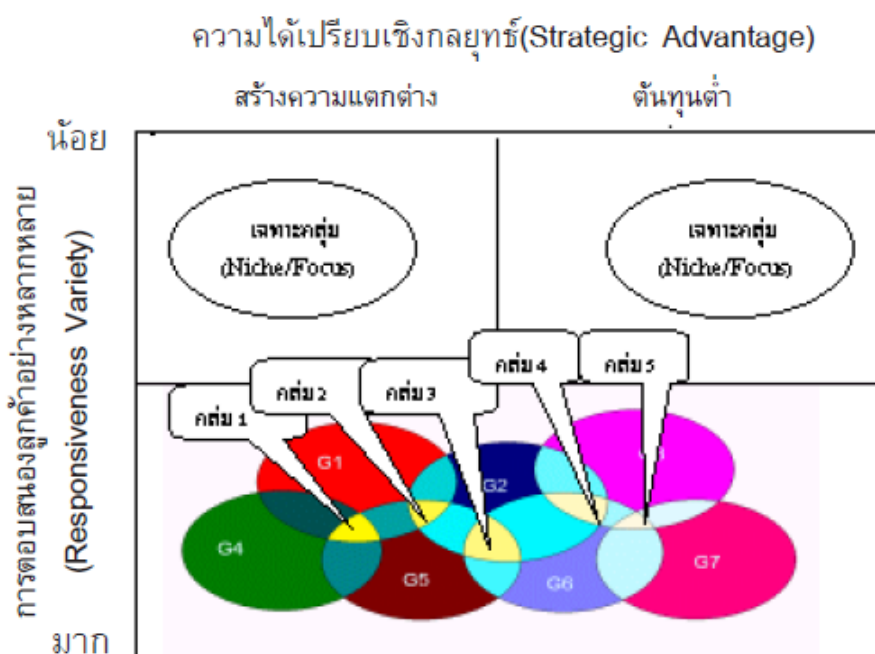 ความได้เปรียบเชิงกลยุทธ์(Strategic Advantage)
สร้างความแตกต่าง
ต้นทุนต่ำ
น้อย
การตอบสนองลูกค้าอย่างหลากหลาย
(Responsiveness Variety)
มาก
เฉพาะกลุ่ม
(Niche/Focus)
เฉพาะกลุ่ม
(Niche/Focus)
กลุ่ม 1
กลุ่ม 2
กลุ่ม 3
กลุ่ม 4
กลุ่ม 5
G1
G2
G4
G5
G6
G7